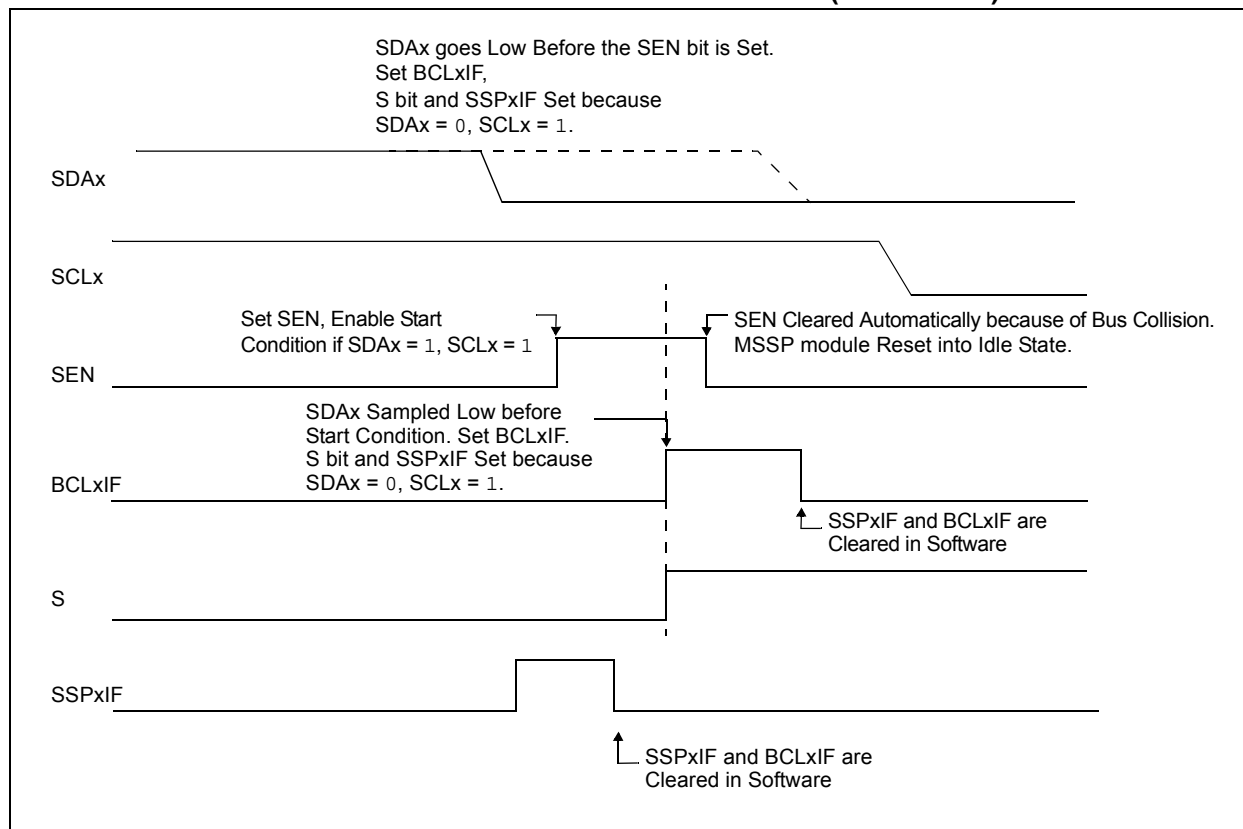 SDAx goes Low Before the SEN bit is Set.
Set BCLxIF,
S bit and SSPxIF Set because
SDAx = 0, SCLx = 1.
SDAx
SCLx
Set SEN, Enable Start
Condition if SDAx = 1, SCLx = 1
SEN Cleared Automatically because of Bus Collision.
MSSP module Reset into Idle State.
SEN
SDAx Sampled Low before
Start Condition. Set BCLxIF.
S bit and SSPxIF Set because
SDAx = 0, SCLx = 1.
BCLxIF
SSPxIF and BCLxIF are
Cleared in Software
S
SSPxIF
SSPxIF and BCLxIF are
Cleared in Software